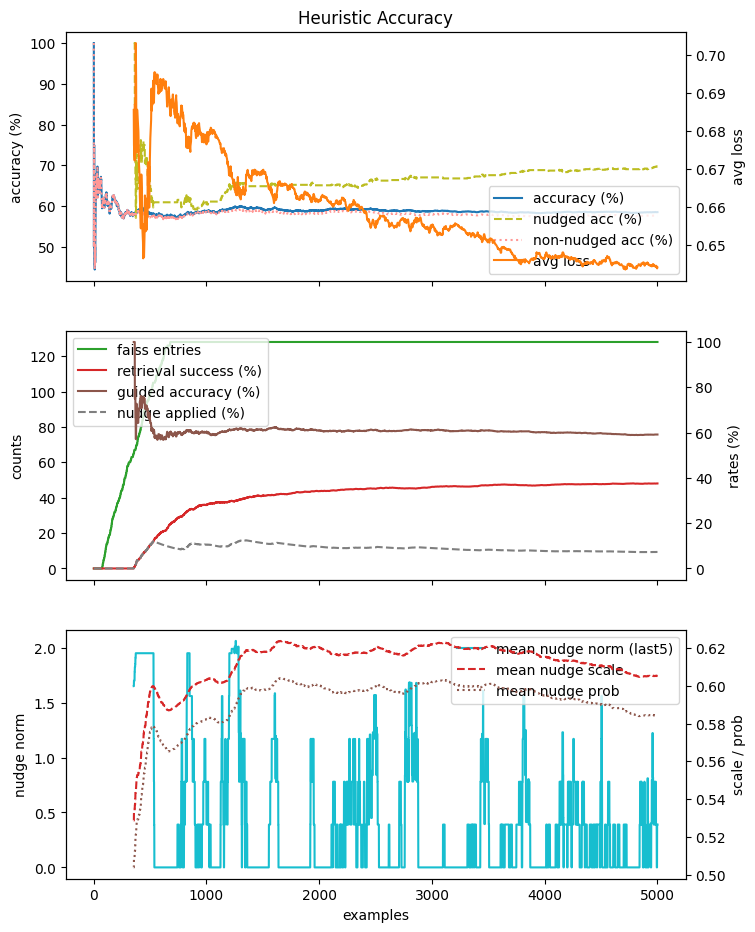 Heuristic Accuracy
100
90
80
70
60
50
accuracy (%)
0.70
0.69
0.68
0.67
0.66
0.65
avg loss
accuracy (%)
nudged acc (%)
non-nudged acc (%)
avg loss
120
100
80
60
40
20
0
counts
100
80
60
40
20
0
rates (%)
faiss entries
retrieval success (%)
guided accuracy (%)
nudge applied (%)
2.0
1.5
1.0
0.5
0.0
nudge norm
0.62
0.60
0.58
0.56
0.54
0.52
0.50
scale / prob
mean nudge norm (last5)
mean nudge scale
mean nudge prob
0 1000 2000 3000 4000 5000
examples